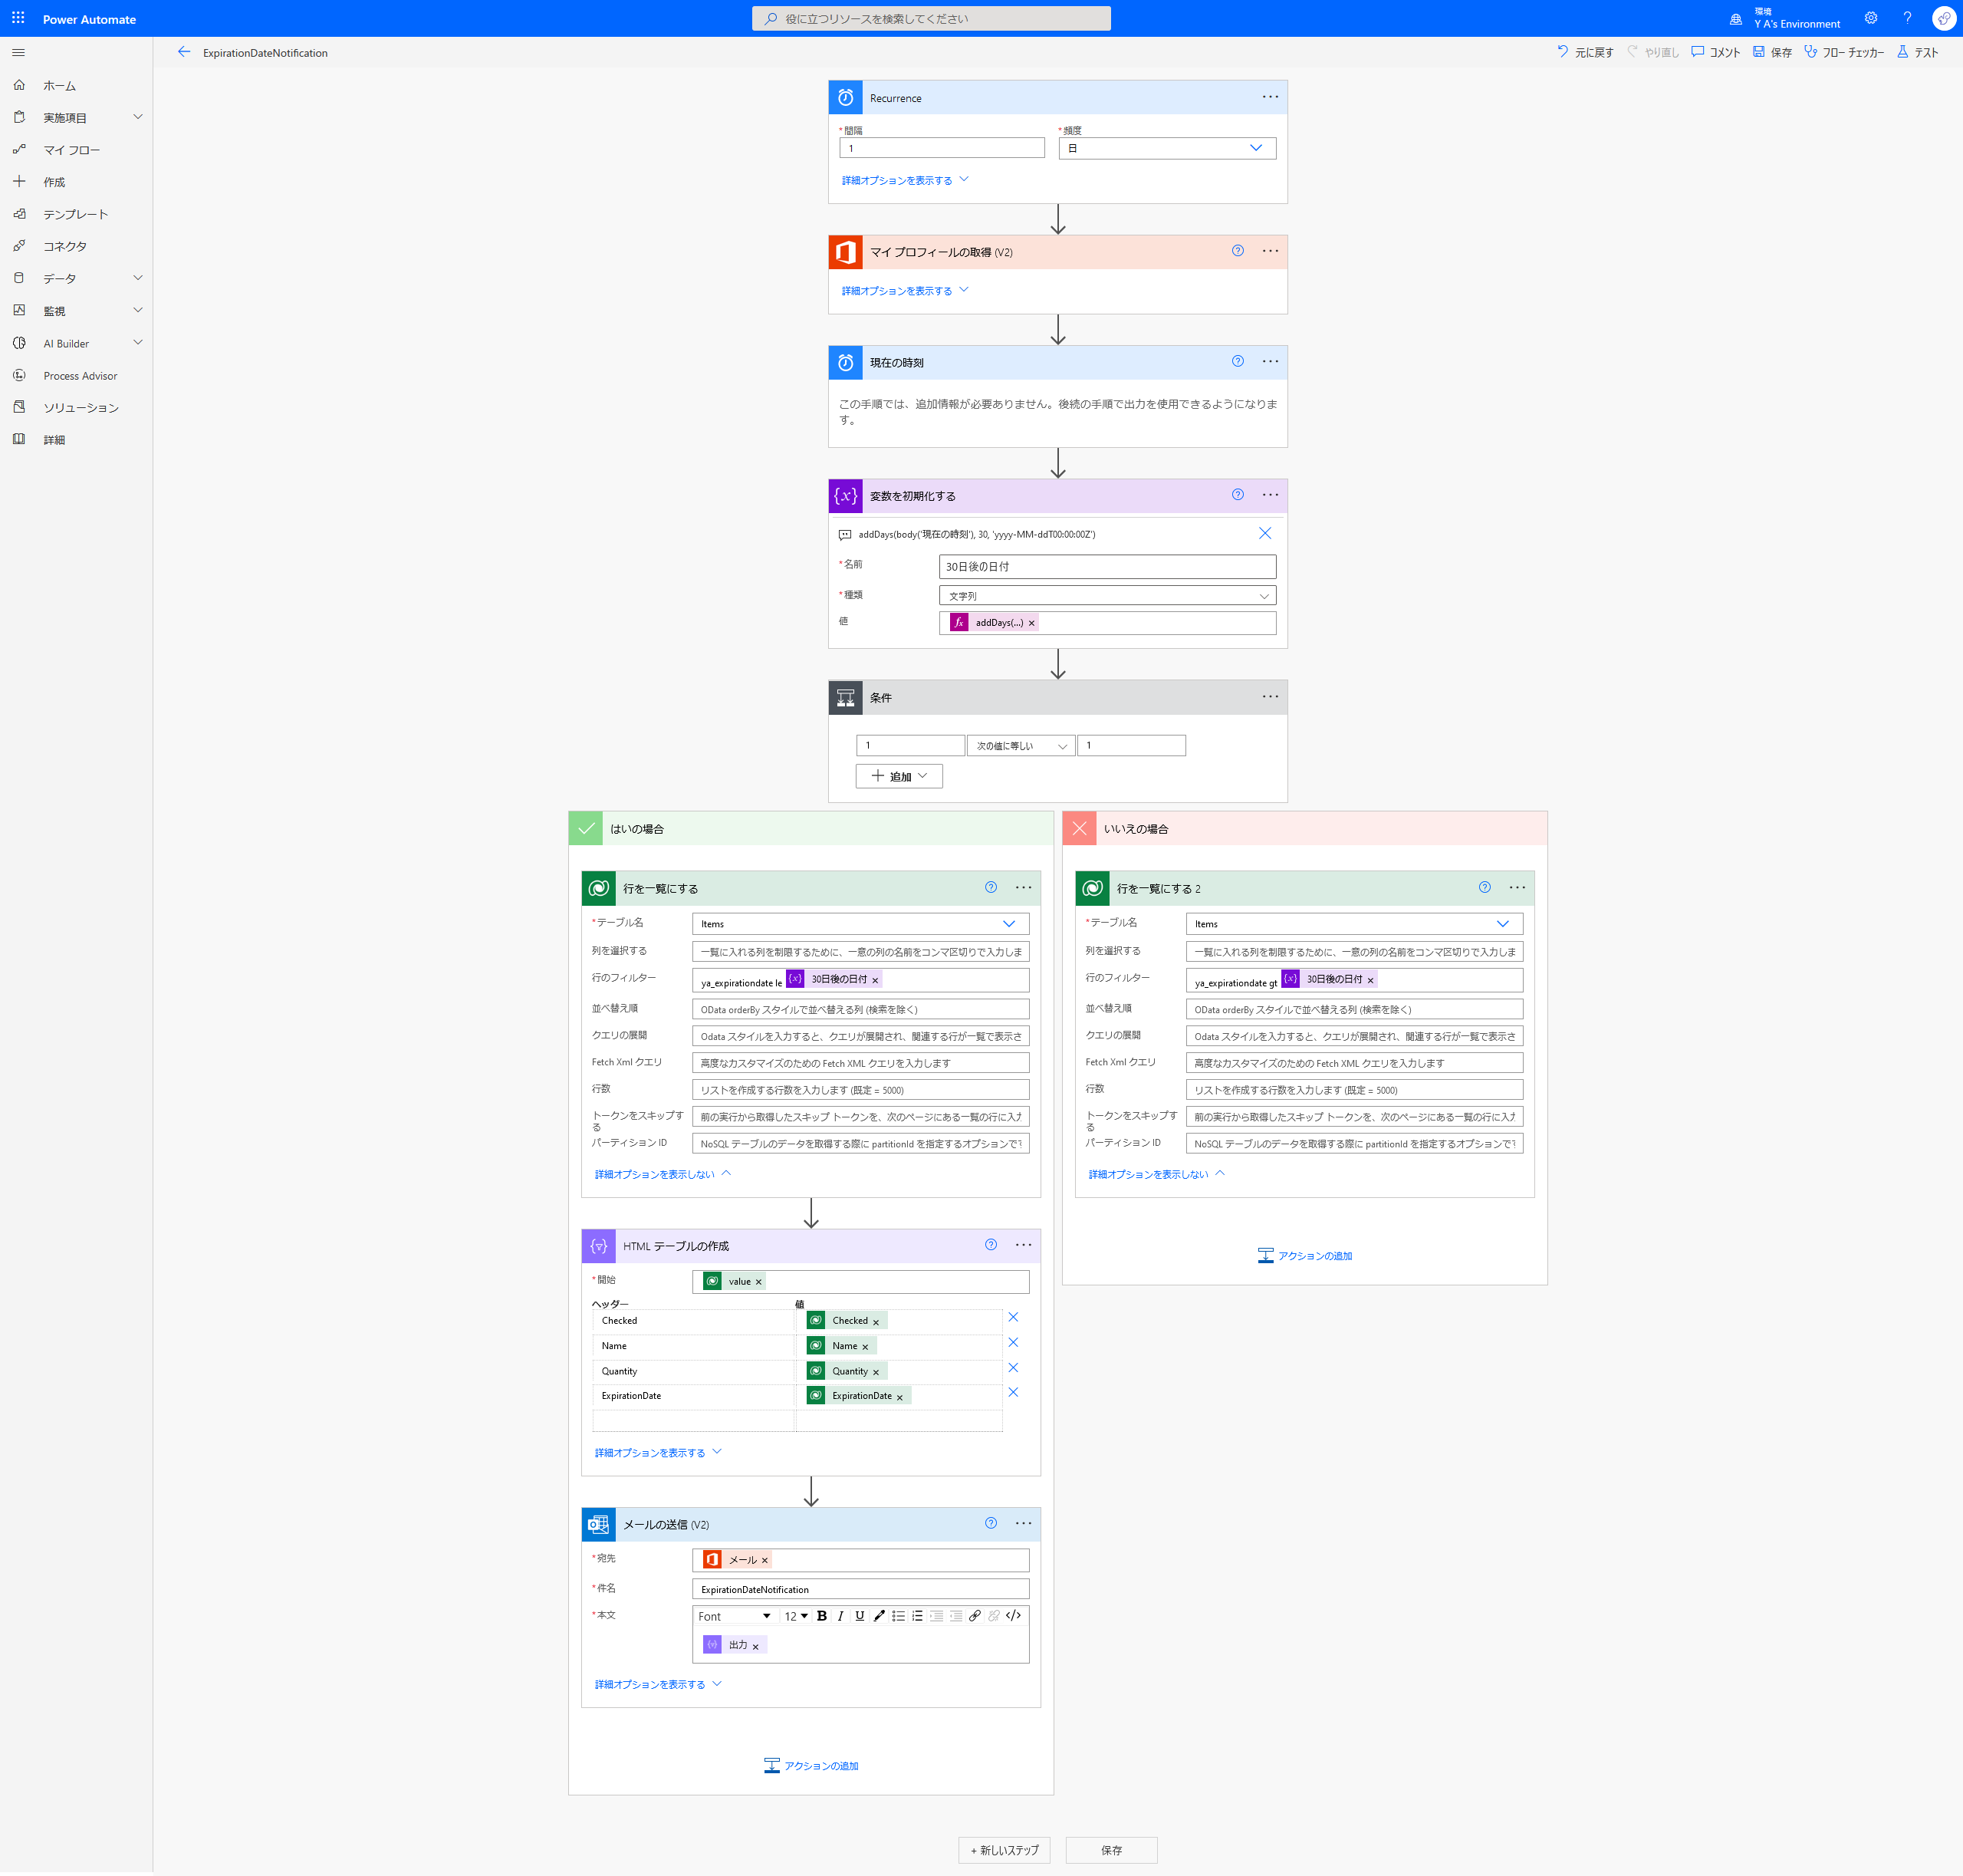 Power Automate
役に立つリソースを検索してください
環境
Y A's Environment
ExpirationDateNotification
元に戻す
やり直し
コメント
保存
フロー チェッカー
テスト
ホーム
実施項目
マイ フロー
作成
テンプレート
コネクタ
データ
監視
AI Builder
Process Advisor
ソリューション
詳細
Recurrence
*間隔
*頻度
1
日
詳細オプションを表示する
マイ プロフィールの取得 (V2)
詳細オプションを表示する
現在の時刻
この手順では、追加情報が必要ありません。後続の手順で出力を使用できるようになりま
す。
変数を初期化する
addDays(body('現在の時刻'), 30, 'yyyy-MM-ddT00:00:00Z')
*名前
30日後の日付
*種類
文字列
値
addDays(...)
条件
1
次の値に等しい
1
追加
はいの場合
行を一覧にする
*テーブル名
Items
列を選択する
一覧に入れる列を制限するために、一意の列の名前をコンマ区切りで入力しま
行のフィルター
ya_expirationdate le 30日後の日付
並べ替え順
OData orderBy スタイルで並べ替える列 (検索を除く)
クエリの展開
Odata スタイルを入力すると、クエリが展開され、関連する行が一覧で表示さ
Fetch Xml クエリ
高度なカスタマイズのための Fetch XML クエリを入力します
行数
リストを作成する行数を入力します (既定 = 5000)
トークンをスキップす
る
前の実行から取得したスキップ トークンを、次のページにある一覧の行に入力
パーティション ID
NoSQL テーブルのデータを取得する際に partitionId を指定するオプションで
詳細オプションを表示しない
HTML テーブルの作成
*開始
value
ヘッダー
値
Checked
Checked
Name
Name
Quantity
Quantity
ExpirationDate
ExpirationDate
詳細オプションを表示する
メールの送信 (V2)
*宛先
メール
*件名
ExpirationDateNotification
*本文
Font
12
B
I
U
出力
詳細オプションを表示する
アクションの追加
いいえの場合
行を一覧にする 2
*テーブル名
Items
列を選択する
一覧に入れる列を制限するために、一意の列の名前をコンマ区切りで入力しま
行のフィルター
ya_expirationdate gt 30日後の日付
並べ替え順
OData orderBy スタイルで並べ替える列 (検索を除く)
クエリの展開
Odata スタイルを入力すると、クエリが展開され、関連する行が一覧で表示さ
Fetch Xml クエリ
高度なカスタマイズのための Fetch XML クエリを入力します
行数
リストを作成する行数を入力します (既定 = 5000)
トークンをスキップす
る
前の実行から取得したスキップ トークンを、次のページにある一覧の行に入力
パーティション ID
NoSQL テーブルのデータを取得する際に partitionId を指定するオプションで
詳細オプションを表示しない
アクションの追加
+ 新しいステップ
保存